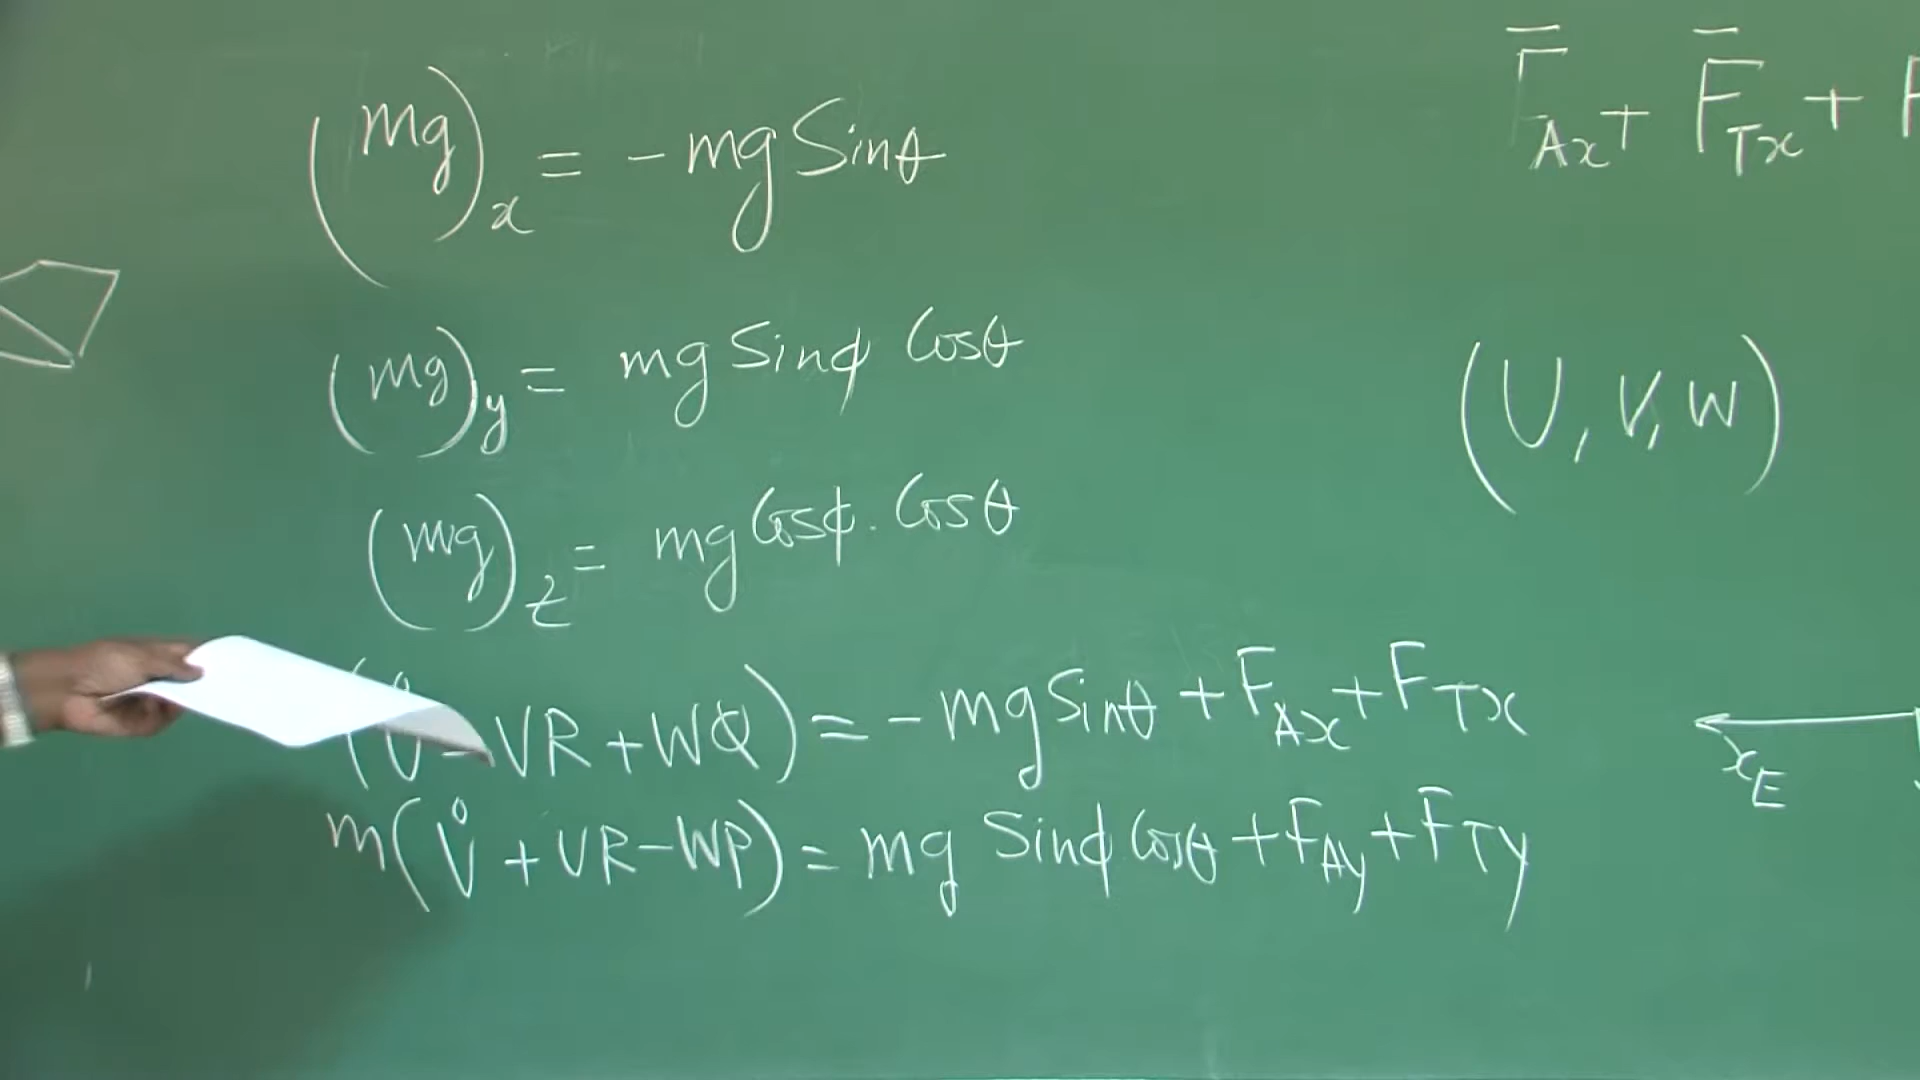 (mg)x = - mg Sinθ
(mg)y = mg Sinφ Cosθ
(mg)z = mg Cosφ . Cosθ
(U̇ - VR + WQ) = - mg Sinθ + FAx + FTx
m(V̇ + UR - WP) = mg Sinφ Cosθ + FAy + FTy
F̄Ax + F̄Tx + F
(U, V, W)
xE